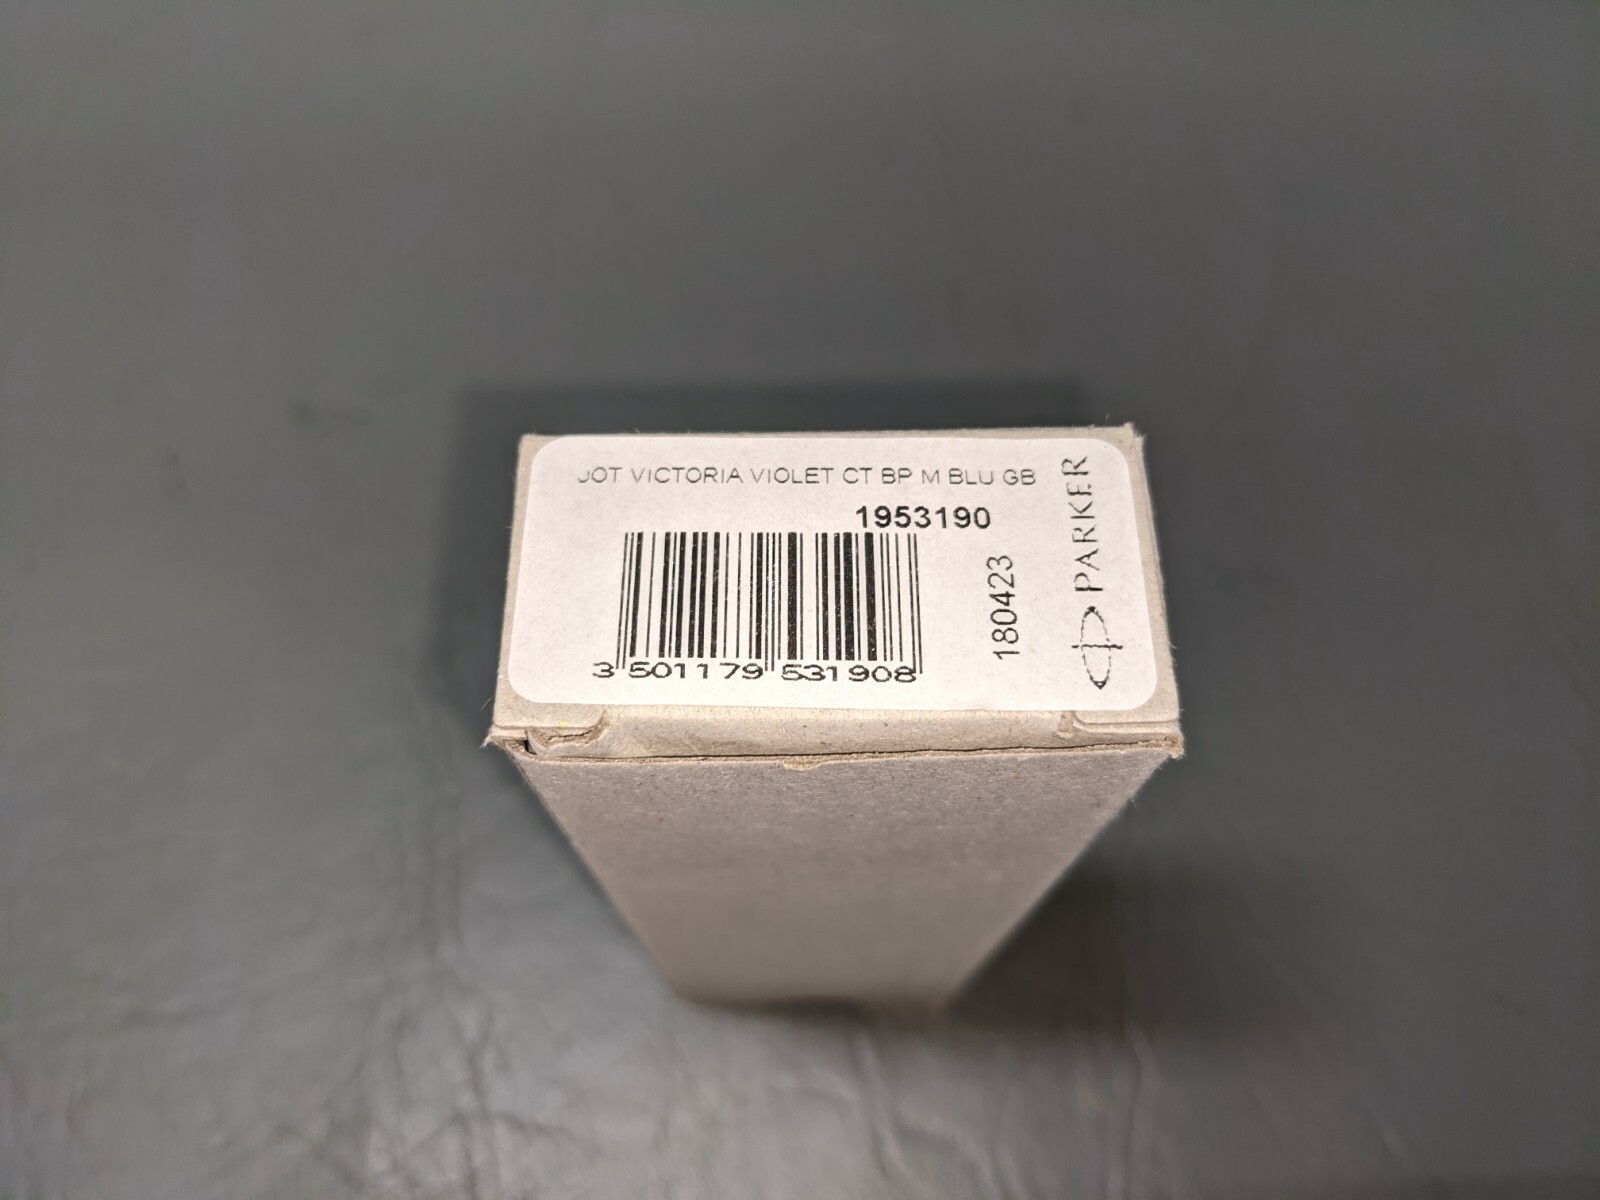 JOT VICTORIA VIOLET CT BP M BLU GB
1953190
3 501179 531908
180423
PARKER